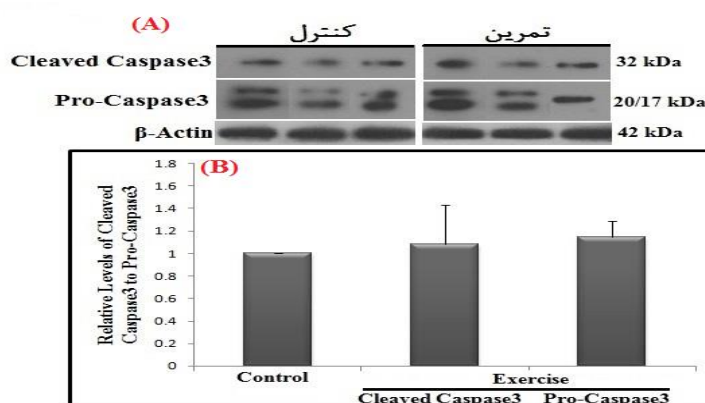 (A)
کنترل تمرین
Cleaved Caspase3 32 kDa
Pro-Caspase3 20/17 kDa
β-Actin 42 kDa
(B)
Relative Levels of Cleaved
Caspase3 to Pro-Caspase3
1.8
1.6
1.4
1.2
1
0.8
0.6
0.4
0.2
0
Control Exercise
Cleaved Caspase3 Pro-Caspase3